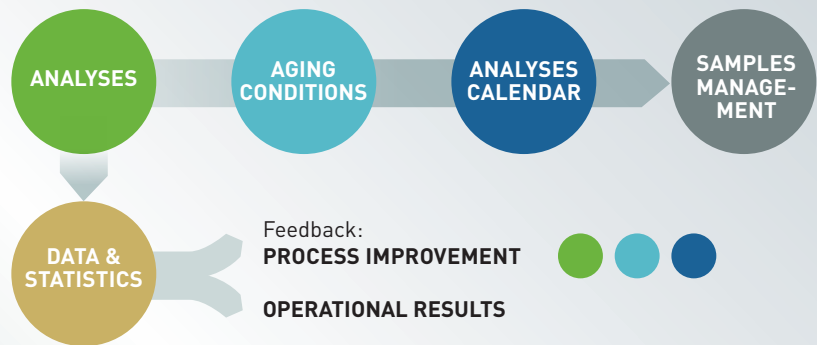 ANALYSES
AGING
CONDITIONS
ANALYSES
CALENDAR
SAMPLES
MANAGE-
MENT
DATA &
STATISTICS
Feedback:
PROCESS IMPROVEMENT
OPERATIONAL RESULTS